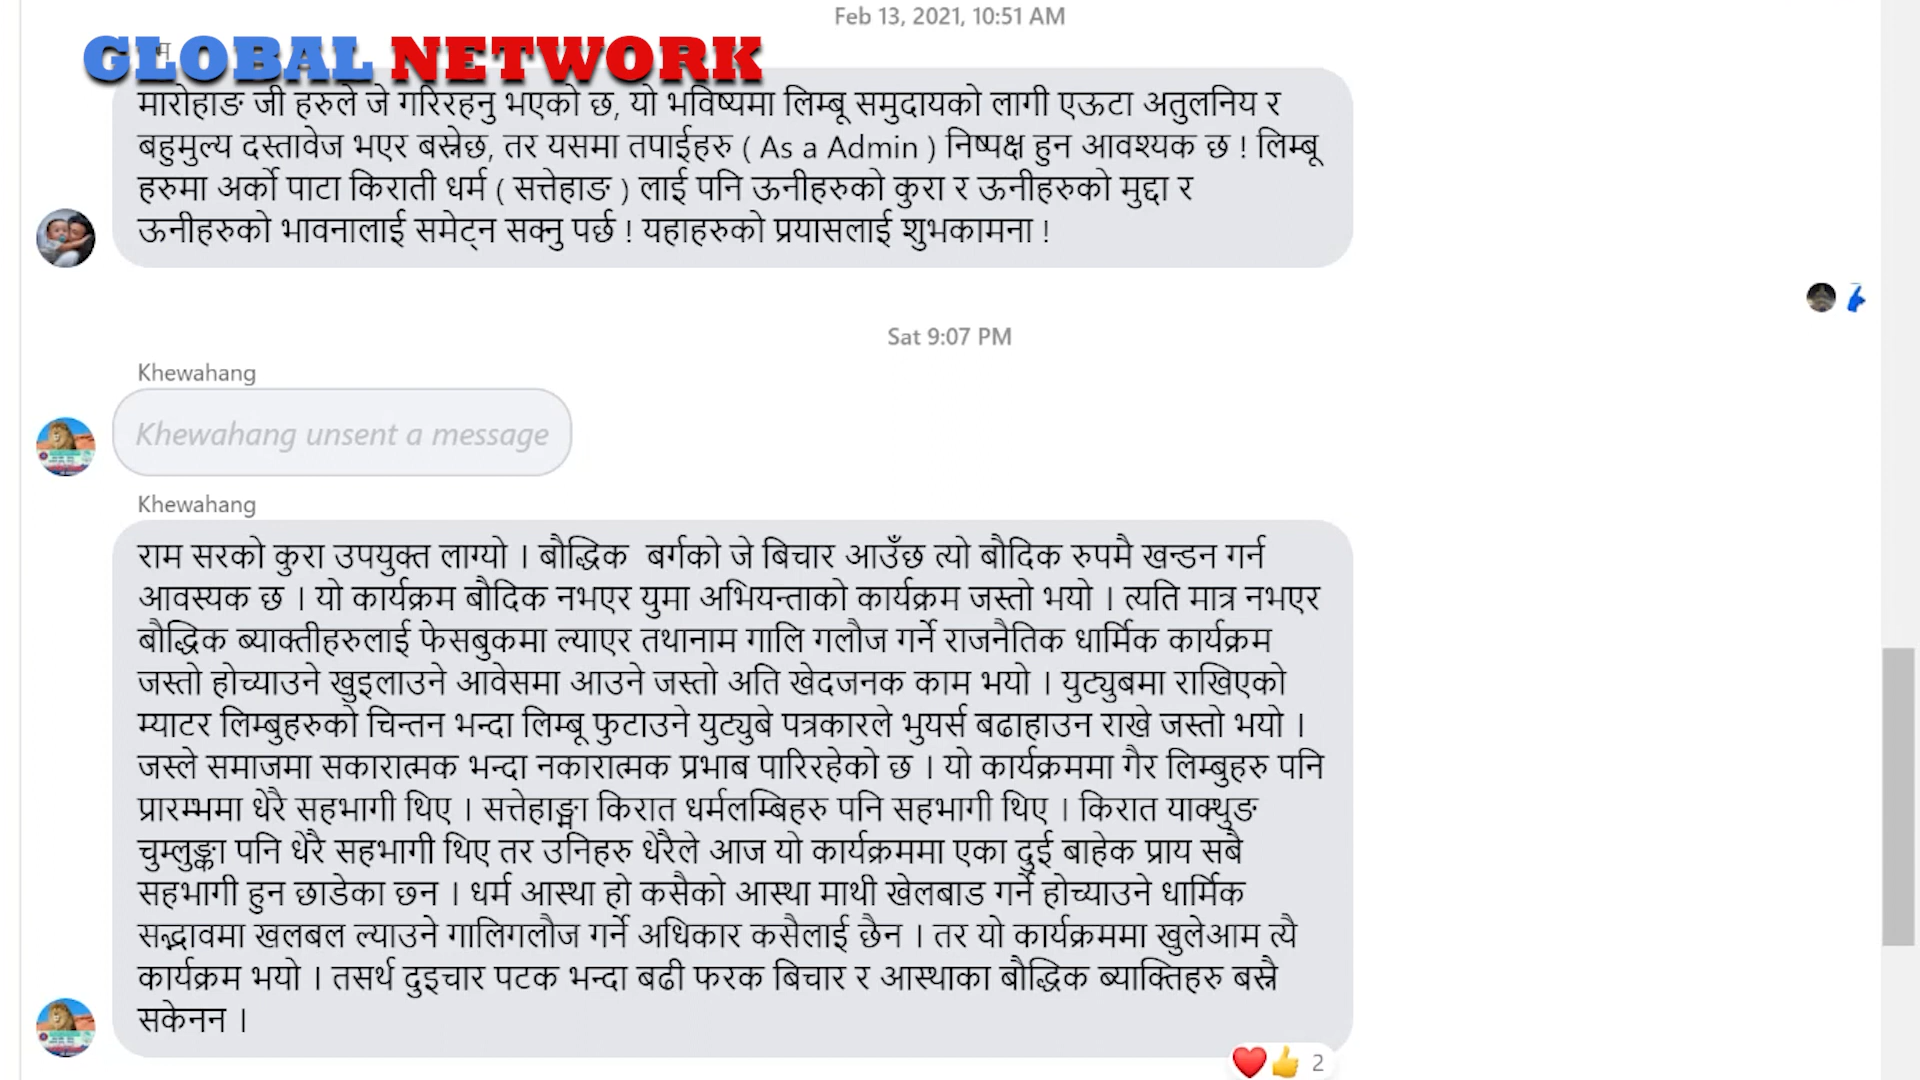 Feb 13, 2021, 10:51 AM
GLOBAL NETWORK
मारोहाङ जी हरुले जे गरिरहनु भएको छ, यो भविष्यमा लिम्बू समुदायको लागी एऊटा अतुलनिय र
बहुमुल्य दस्तावेज भएर बस्नेछ, तर यसमा तपाईहरु ( As a Admin ) निष्पक्ष हुन आवश्यक छ ! लिम्बू
हरुमा अर्को पाटा किराती धर्म ( सत्तेहाङ ) लाई पनि ऊनीहरुको कुरा र ऊनीहरुको मुद्दा र
ऊनीहरुको भावनालाई समेट्न सक्नु पर्छ ! यहाहरुको प्रयासलाई शुभकामना !
Sat 9:07 PM
Khewahang
Khewahang unsent a message
Khewahang
राम सरको कुरा उपयुक्त लाग्यो । बौद्धिक  बर्गको जे बिचार आउँछ त्यो बौदिक रुपमै खन्डन गर्न
आवस्यक छ । यो कार्यक्रम बौदिक नभएर युमा अभियन्ताको कार्यक्रम जस्तो भयो । त्यति मात्र नभएर
बौद्धिक ब्याक्तीहरुलाई फेसबुकमा ल्याएर तथानाम गालि गलौज गर्ने राजनैतिक धार्मिक कार्यक्रम
जस्तो होच्याउने खुइलाउने आवेसमा आउने जस्तो अति खेदजनक काम भयो । युट्युबमा राखिएको
म्याटर लिम्बुहरुको चिन्तन भन्दा लिम्बू फुटाउने युट्युबे पत्रकारले भुयर्स बढाहाउन राखे जस्तो भयो ।
जस्ले समाजमा सकारात्मक भन्दा नकारात्मक प्रभाब पारिरहेको छ । यो कार्यक्रममा गैर लिम्बुहरु पनि
प्रारम्भमा धेरै सहभागी थिए । सत्तेहाङ्मा किरात धर्मलम्बिहरु पनि सहभागी थिए । किरात याक्थुङ
चुम्लुङ्का पनि धेरै सहभागी थिए तर उनिहरु धेरैले आज यो कार्यक्रममा एका दुई बाहेक प्राय सबै
सहभागी हुन छाडेका छन । धर्म आस्था हो कसैको आस्था माथी खेलबाड गर्ने होच्याउने धार्मिक
सद्भावमा खलबल ल्याउने गालिगलौज गर्ने अधिकार कसैलाई छैन । तर यो कार्यक्रममा खुलेआम त्यै
कार्यक्रम भयो । तसर्थ दुइचार पटक भन्दा बढी फरक बिचार र आस्थाका बौद्धिक ब्याक्तिहरु बस्नै
सकेनन ।
2